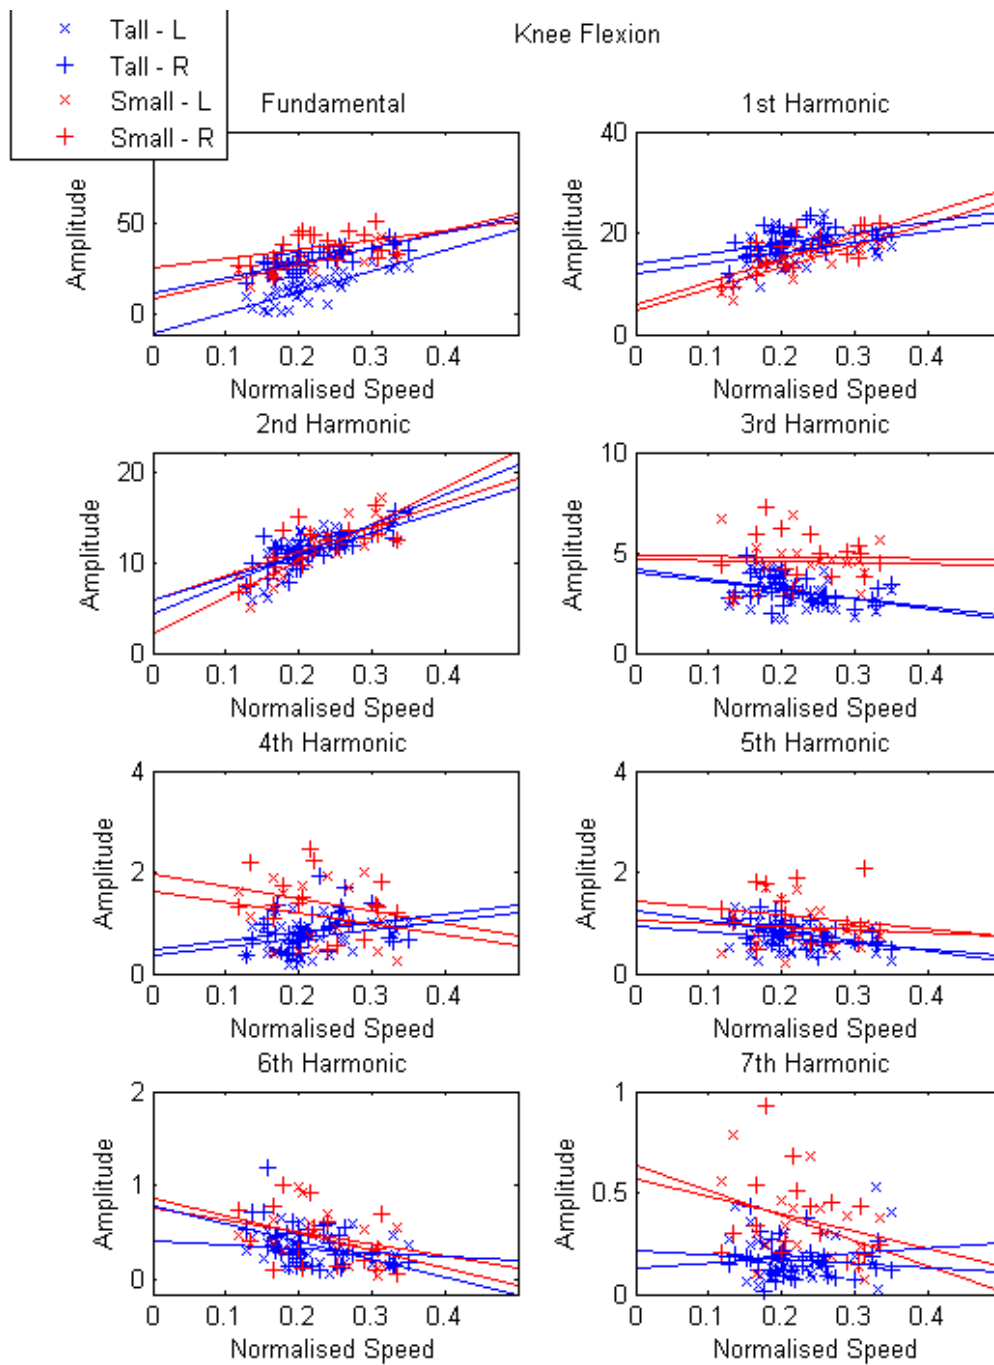 Tall - L
Tall - R
Small - L
Small - R
Knee Flexion
Fundamental
Amplitude
50
0
0 0.1 0.2 0.3 0.4
Normalised Speed
1st Harmonic
Amplitude
40
20
0
0 0.1 0.2 0.3 0.4
Normalised Speed
2nd Harmonic
Amplitude
20
10
0
0 0.1 0.2 0.3 0.4
Normalised Speed
3rd Harmonic
Amplitude
10
5
0
0 0.1 0.2 0.3 0.4
Normalised Speed
4th Harmonic
Amplitude
4
2
0
0 0.1 0.2 0.3 0.4
Normalised Speed
5th Harmonic
Amplitude
4
2
0
0 0.1 0.2 0.3 0.4
Normalised Speed
6th Harmonic
Amplitude
2
1
0
0 0.1 0.2 0.3 0.4
Normalised Speed
7th Harmonic
Amplitude
1
0.5
0
0 0.1 0.2 0.3 0.4
Normalised Speed